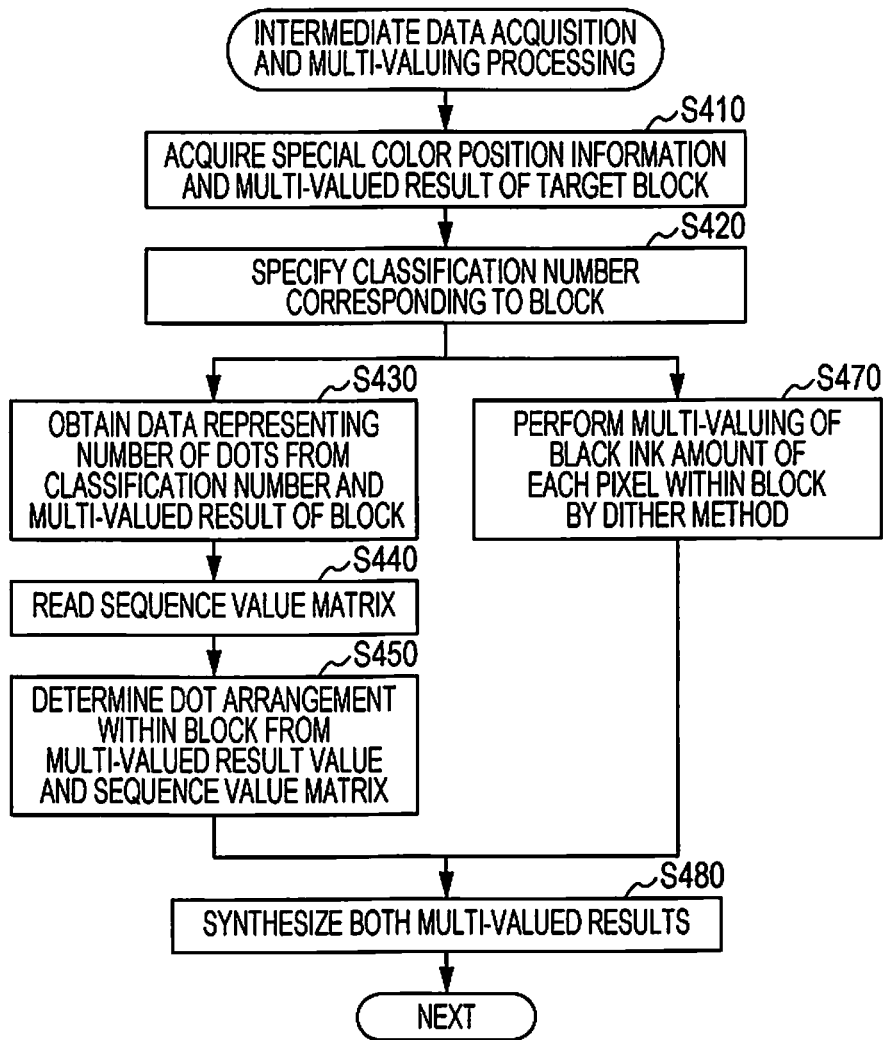 INTERMEDIATE DATA ACQUISITION
AND MULTI-VALUING PROCESSING
S410
ACQUIRE SPECIAL COLOR POSITION INFORMATION
AND MULTI-VALUED RESULT OF TARGET BLOCK
S420
SPECIFY CLASSIFICATION NUMBER
CORRESPONDING TO BLOCK
S430
OBTAIN DATA REPRESENTING
NUMBER OF DOTS FROM
CLASSIFICATION NUMBER AND
MULTI-VALUED RESULT OF BLOCK
S440
READ SEQUENCE VALUE MATRIX
S450
DETERMINE DOT ARRANGEMENT
WITHIN BLOCK FROM
MULTI-VALUED RESULT VALUE
AND SEQUENCE VALUE MATRIX
S470
PERFORM MULTI-VALUING OF
BLACK INK AMOUNT OF
EACH PIXEL WITHIN BLOCK
BY DITHER METHOD
S480
SYNTHESIZE BOTH MULTI-VALUED RESULTS
NEXT